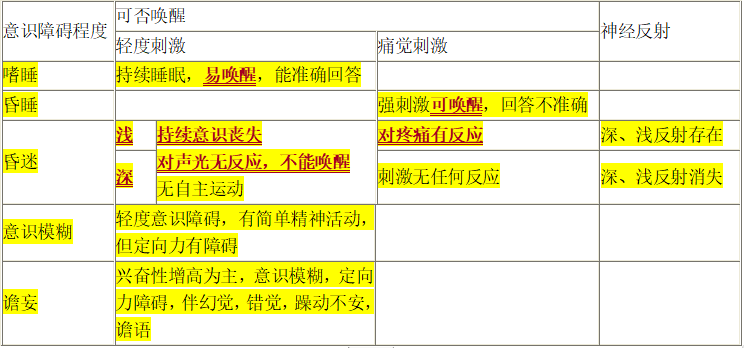 意识障碍程度 可否唤醒 神经反射
轻度刺激 痛觉刺激
嗜睡 持续睡眠，易唤醒，能准确回答
昏睡 强刺激可唤醒，回答不准确
昏迷 浅 持续意识丧失 对疼痛有反应 深、浅反射存在
深 对声光无反应，不能唤醒
无自主运动 刺激无任何反应 深、浅反射消失
意识模糊 轻度意识障碍，有简单精神活动，
但定向力有障碍
谵妄 兴奋性增高为主，意识模糊，定向
力障碍，伴幻觉，错觉，躁动不安，
谵语